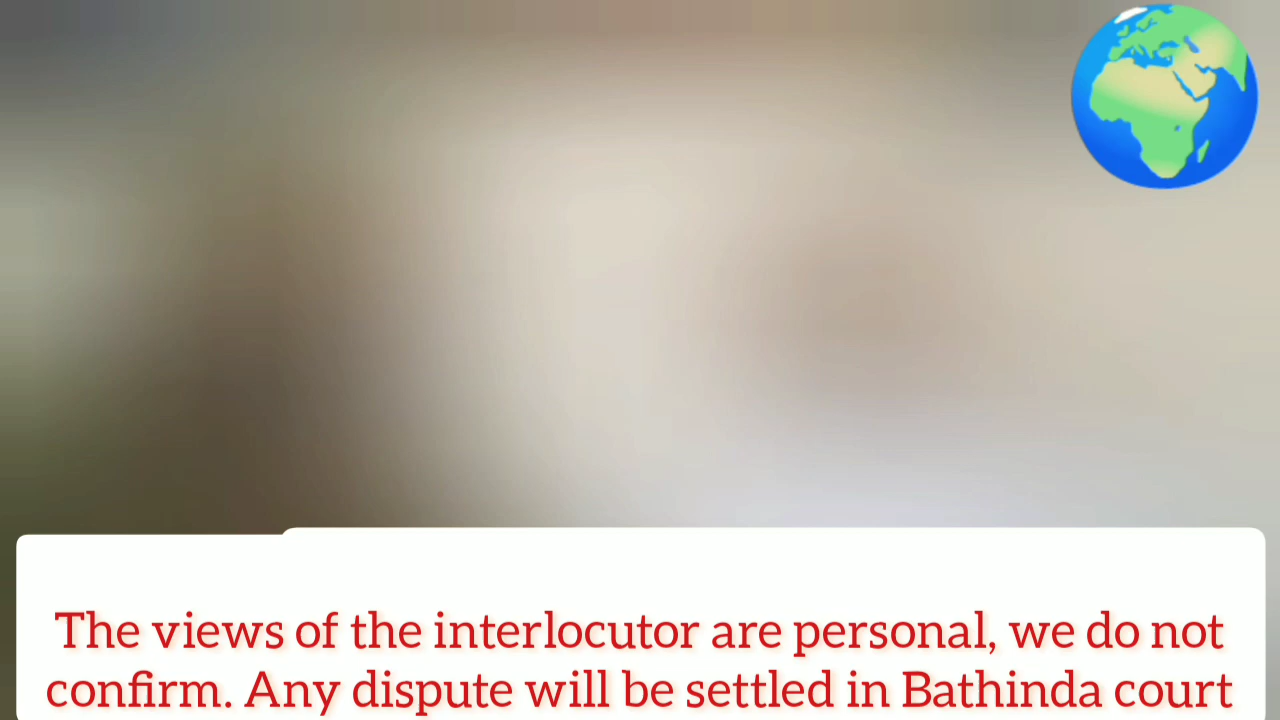 The views of the interlocutor are personal, we do not
confirm. Any dispute will be settled in Bathinda court